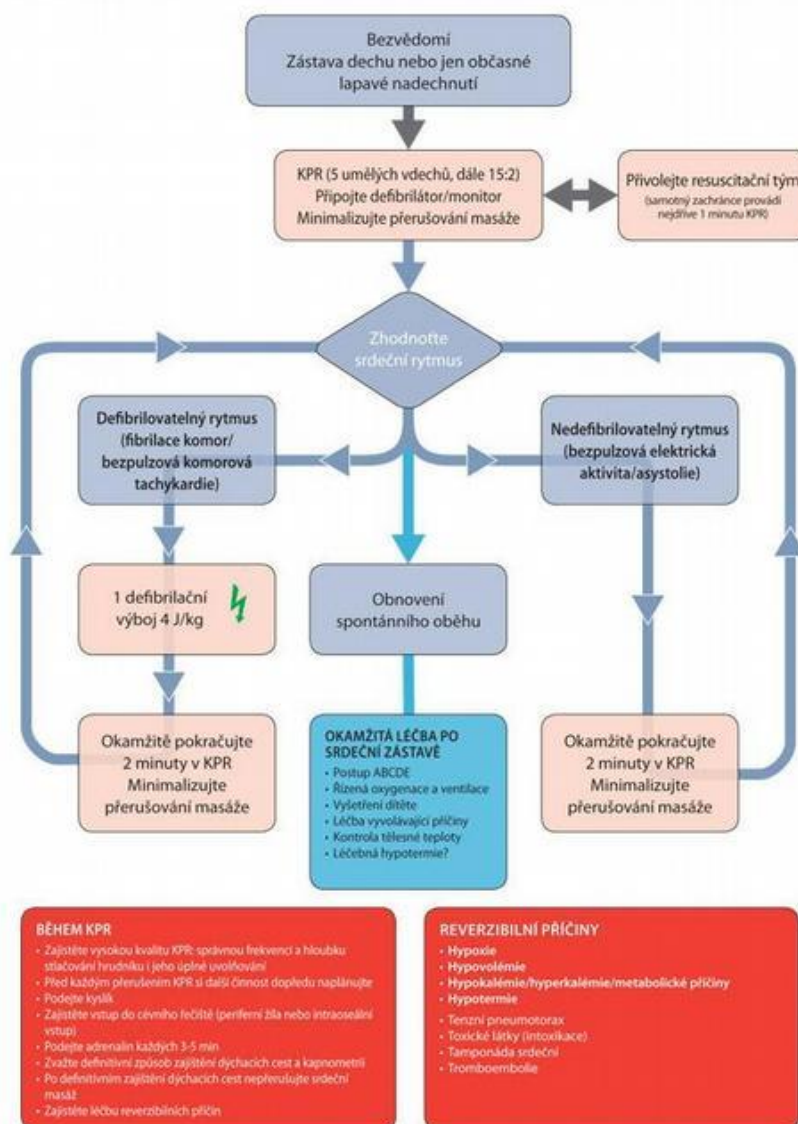 Bezvědomí
Zástava dechu nebo jen občasné
lapavé nadechnutí
KPR (5 umělých vdechů, dále 15:2)
Připojte defibrilátor/monitor
Minimalizujte přerušování masáže
Přivolejte resuscitační tým
(samotný zachránce provádí
nejdříve 1 minutu KPR)
Zhodnoťte
srdeční rytmus
Defibrilovatelný rytmus
(fibrilace komor/
bezpulzová komorová
tachykardie)
Nedefibrilovatelný rytmus
(bezpulzová elektrická
aktivita/asystolie)
1 defibrilační
výboj 4 J/kg
Obnovení
spontánního oběhu
Okamžitě pokračujte
2 minuty v KPR
Minimalizujte
přerušování masáže
OKAMŽITÁ LÉČBA PO
SRDEČNÍ ZÁSTAVĚ
• Postup ABCDE
• Řízená oxygenace a ventilace
• Vyšetření dítěte
• Léčba vyvolávající příčiny
• Kontrola tělesné teploty
• Léčebná hypotermie?
Okamžitě pokračujte
2 minuty v KPR
Minimalizujte
přerušování masáže
BĚHEM KPR
• Zajistěte vysokou kvalitu KPR: správnou frekvenci a hloubku
stlačování hrudníku i jeho úplné uvolňování
• Před každým přerušením KPR si další činnost dopředu naplánujte
• Podejte kyslík
• Zajistěte vstup do cévního řečiště (periferní žíla nebo intraoseální
vstup)
• Podejte adrenalin každých 3-5 min
• Zvažte definitivní způsob zajištění dýchacích cest a kapnometrii
• Po definitivním zajištění dýchacích cest nepřerušujte srdeční
masáž
• Zajistěte léčbu reverzibilních příčin
REVERZIBILNÍ PŘÍČINY
• Hypoxie
• Hypovolémie
• Hypokalémie/hyperkalémie/metabolické příčiny
• Hypotermie
• Tenzní pneumotorax
• Toxické látky (intoxikace)
• Tamponáda srdeční
• Tromboembolie